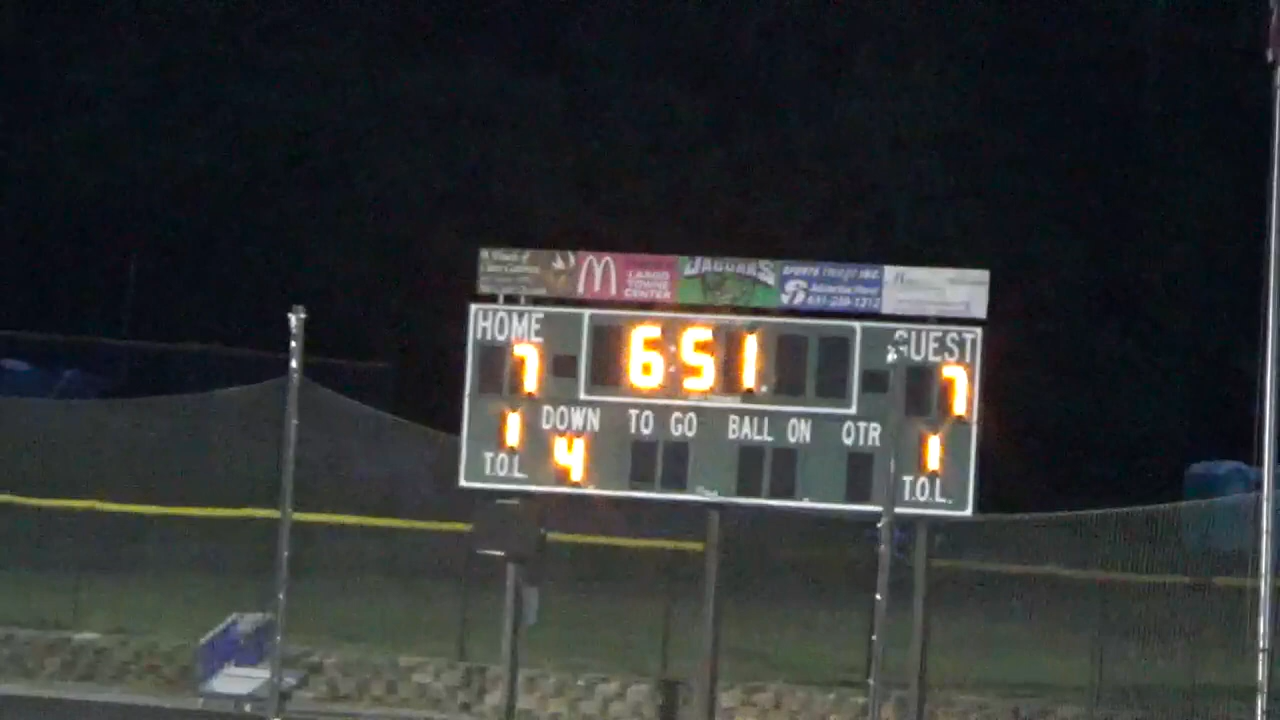 LARGO
TOWNE
CENTER
JAGUARS
HOME
6:51
GUEST
7
7
DOWN TO GO BALL ON QTR
1
4
1
T.O.L.
T.O.L.